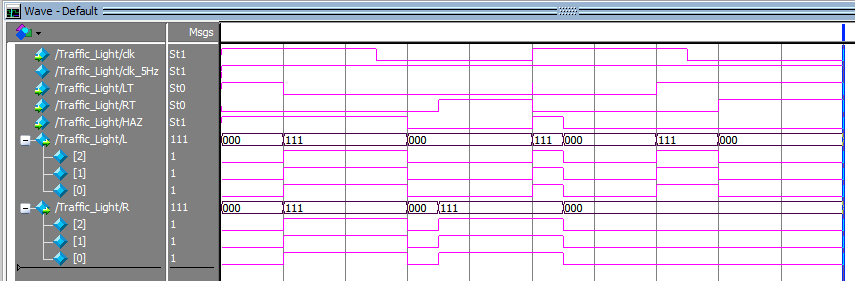 Wave - Default
Msgs
/Traffic_Light/clk St1
/Traffic_Light/clk_5Hz St1
/Traffic_Light/LT St0
/Traffic_Light/RT St0
/Traffic_Light/HAZ St1
/Traffic_Light/L 111 000 111 000 111 000 111 000
[2] 1
[1] 1
[0] 1
/Traffic_Light/R 111 000 111 000 111 000
[2] 1
[1] 1
[0] 1